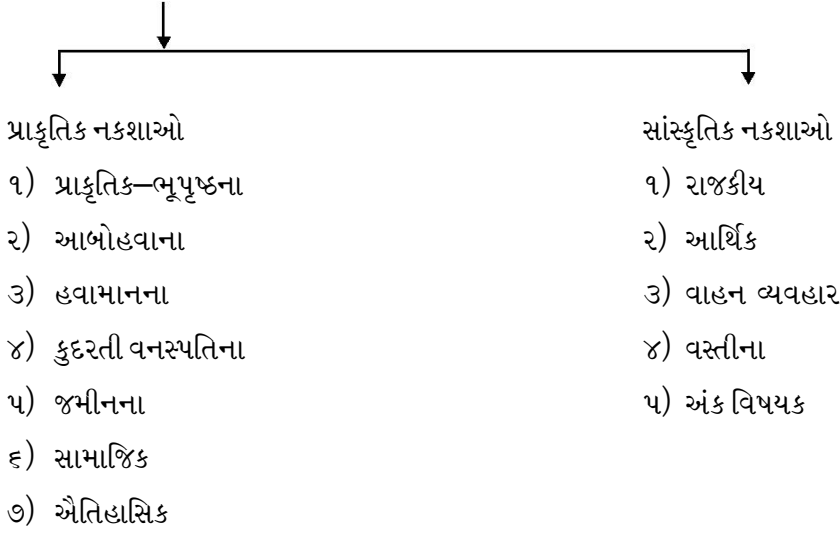 પ્રાકૃતિક નકશાઓ
૧) પ્રાકૃતિક–ભૂપૃષ્ઠના
૨) આબોહવાના
૩) હવામાનના
૪) કુદરતી વનસ્પતિના
૫) જમીનના
૬) સામાજિક
૭) ઐતિહાસિક
સાંસ્કૃતિક નકશાઓ
૧) રાજકીય
૨) આર્થિક
૩) વાહન વ્યવહાર
૪) વસ્તીના
૫) અંક વિષયક